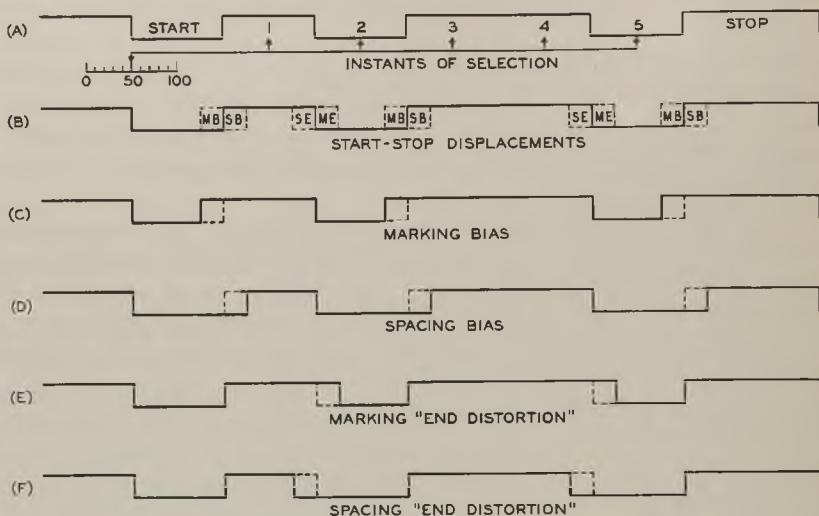 (A) START 1 2 3 4 5 STOP
0 50 100 INSTANTS OF SELECTION
(B) MB SB SE ME MB SB SE ME MB SB
START-STOP DISPLACEMENTS
(C)
MARKING BIAS
(D)
SPACING BIAS
(E)
MARKING "END DISTORTION"
(F)
SPACING "END DISTORTION"